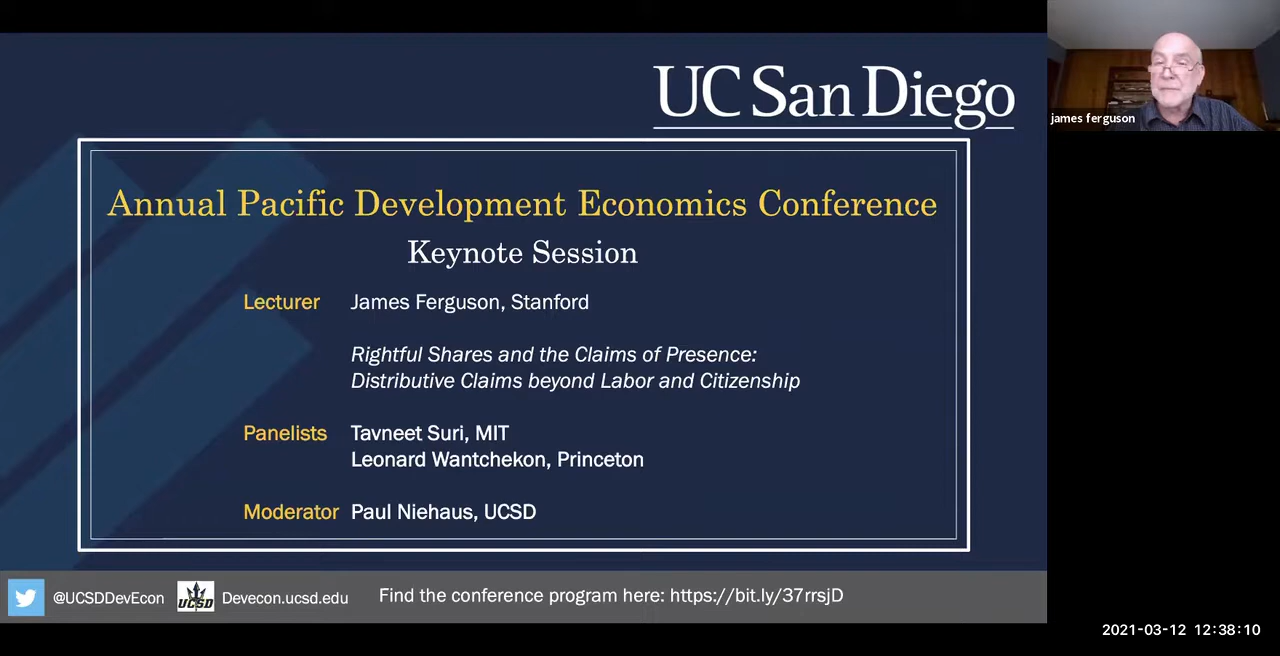 UC San Diego
james ferguson
Annual Pacific Development Economics Conference
Keynote Session
Lecturer James Ferguson, Stanford
Rightful Shares and the Claims of Presence:
Distributive Claims beyond Labor and Citizenship
Panelists Tavneet Suri, MIT
Leonard Wantchekon, Princeton
Moderator Paul Niehaus, UCSD
@UCSDDevEcon UCSD Devecon.ucsd.edu Find the conference program here: https://bit.ly/37rrsjD
2021-03-12 12:38:10